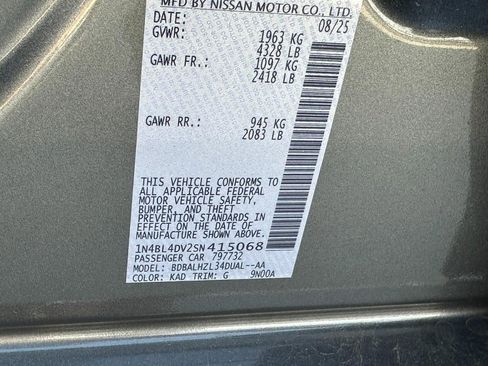 MFD BY NISSAN MOTOR CO., LTD.
DATE: 08/25
GVWR: 1963 KG
4328 LB
GAWR FR.: 1097 KG
2418 LB
GAWR RR.: 945 KG
2083 LB
THIS VEHICLE CONFORMS TO
ALL APPLICABLE FEDERAL
MOTOR VEHICLE SAFETY,
BUMPER, AND THEFT
PREVENTION STANDARDS
IN EFFECT ON THE DATE
OF MANUFACTURE SHOWN ABOVE
1N4BL4DV2SN415068
PASSENGER CAR 797732
MODEL: BDBALHZL34DUAL--AA
COLOR: KAD TRIM: G 9N00A